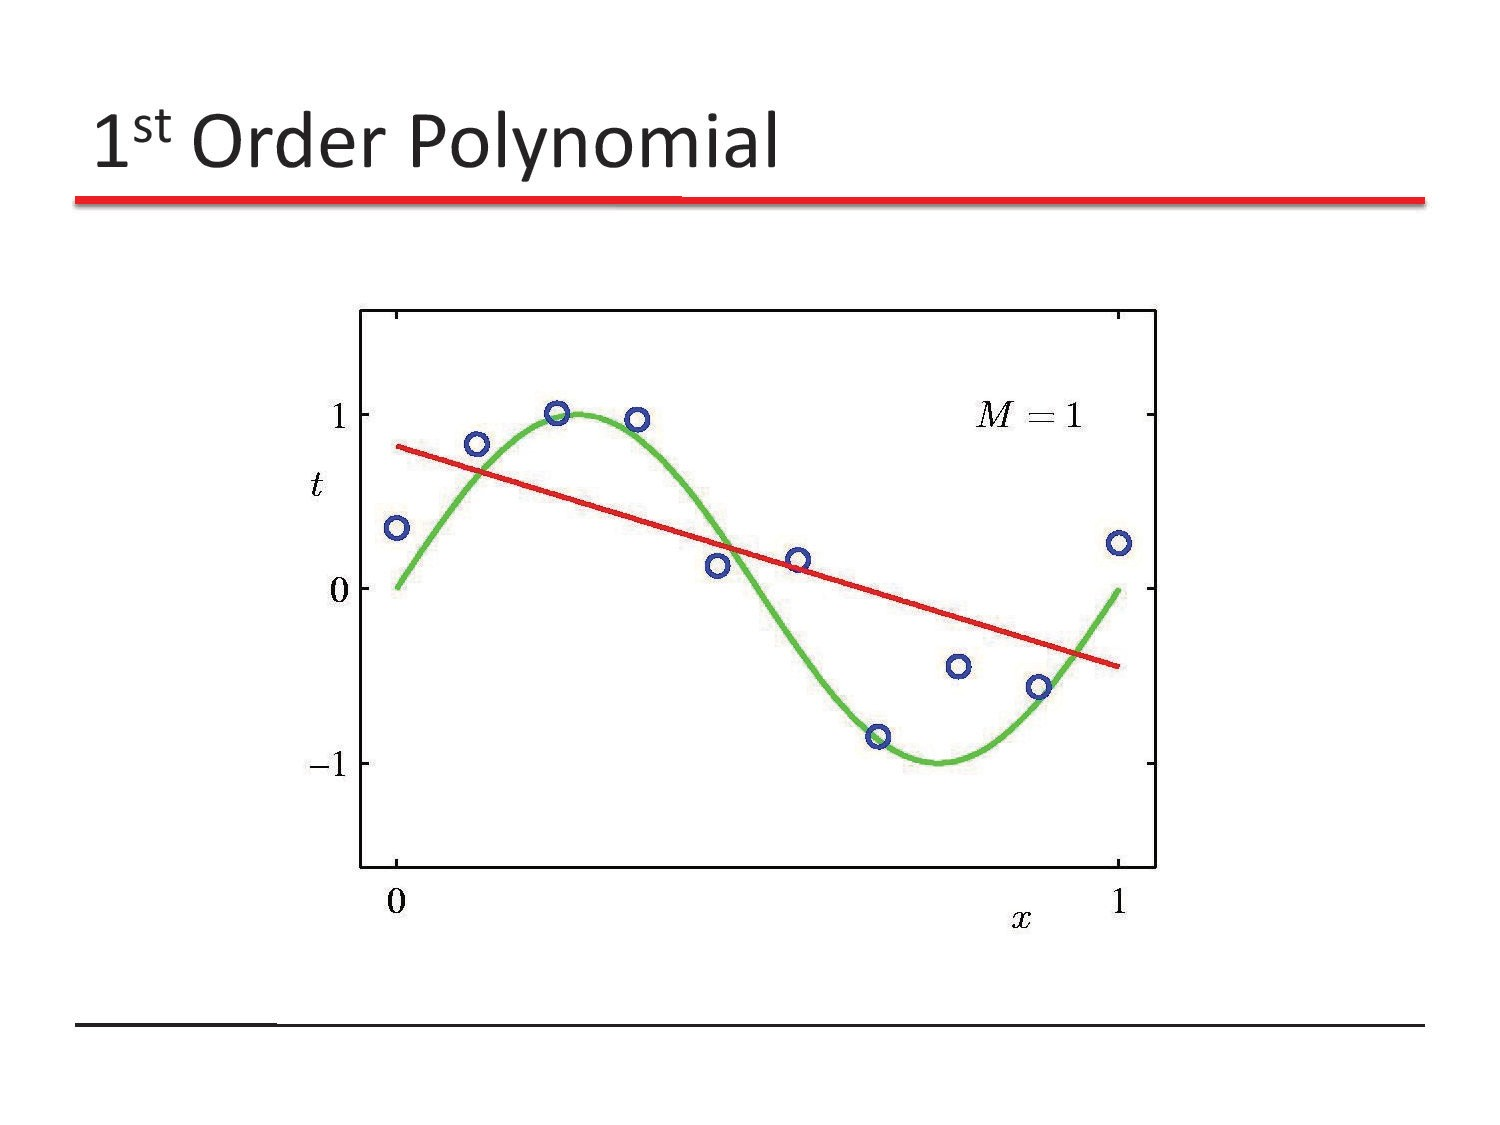 1st Order Polynomial
M = 1
1
t
0
−1
0
1
x